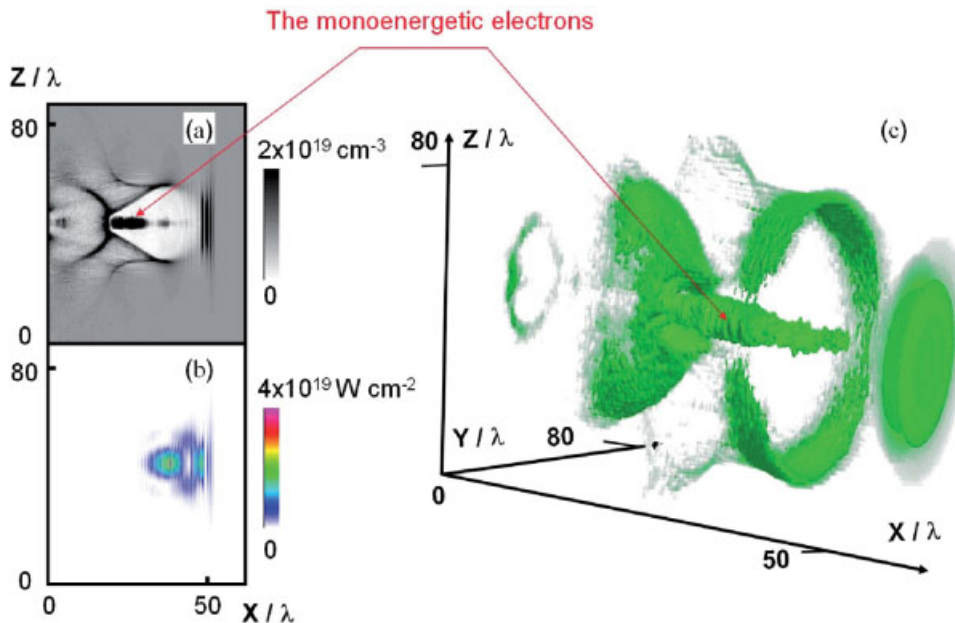 The monoenergetic electrons
Z / λ
80
(a)
2x10¹⁹ cm⁻³
0
0
80
(b)
4x10¹⁹ W cm⁻²
0
0
0
50
X / λ
(c)
80
Z / λ
Y / λ
80
0
50
X / λ